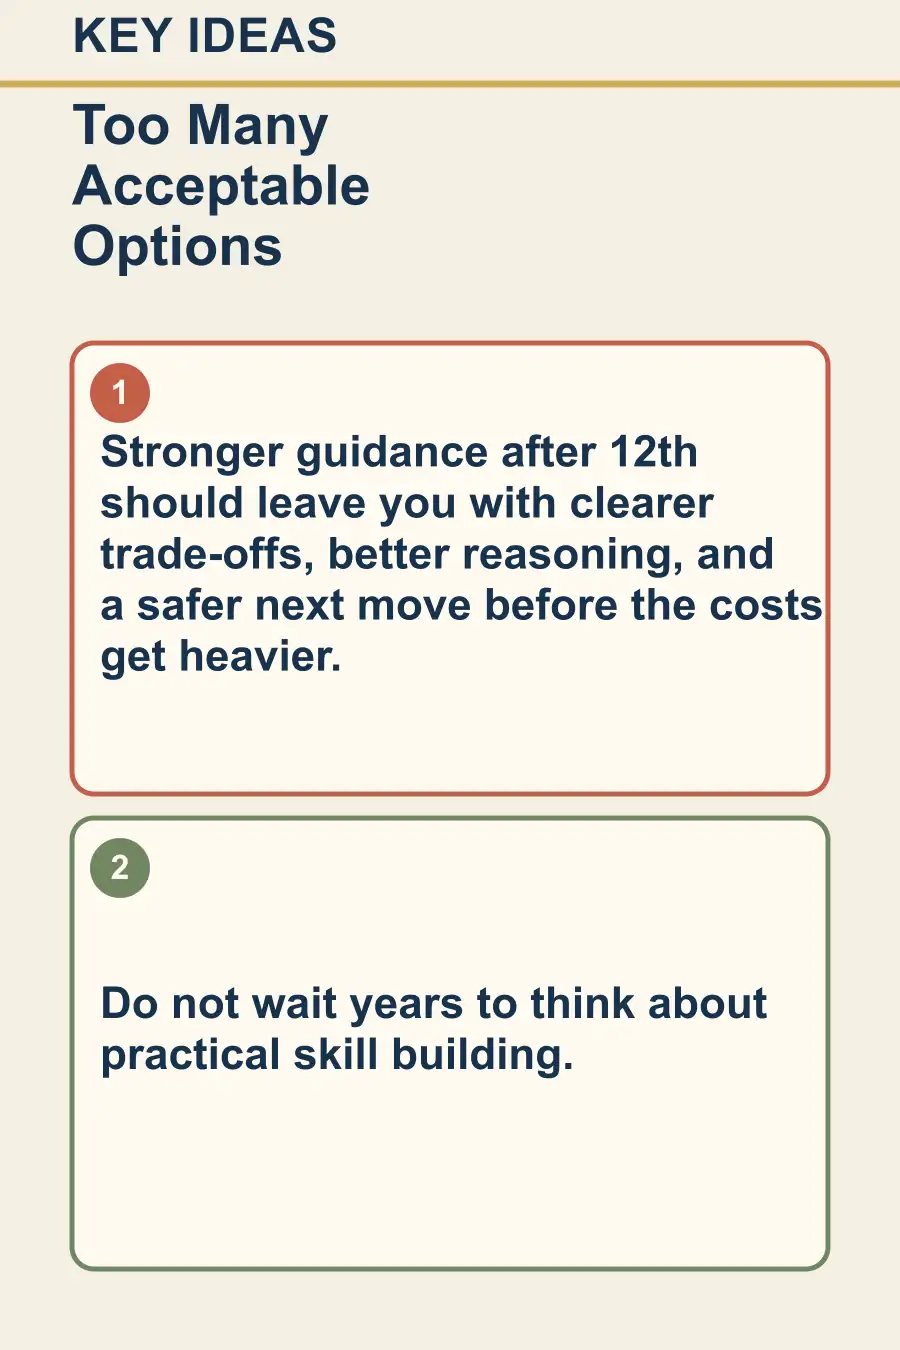 KEY IDEAS
Too Many
Acceptable
Options
1
Stronger guidance after 12th
should leave you with clearer
trade-offs, better reasoning, and
a safer next move before the costs
get heavier.
2
Do not wait years to think about
practical skill building.